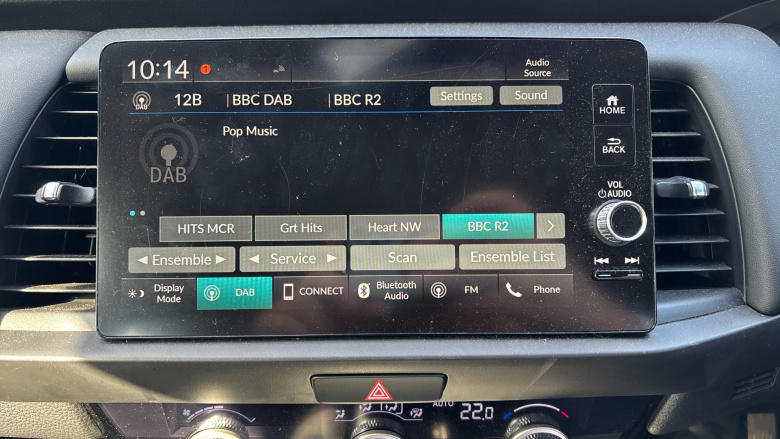 10:14 1 Audio Source
DAB 12B BBC DAB BBC R2 Settings Sound
Pop Music
DAB
HITS MCR Grt Hits Heart NW BBC R2 >
◄ Ensemble ► ◄ Service ► Scan Ensemble List
Display Mode DAB CONNECT Bluetooth Audio FM Phone
HOME
BACK
VOL
AUDIO
AUTO 22.0